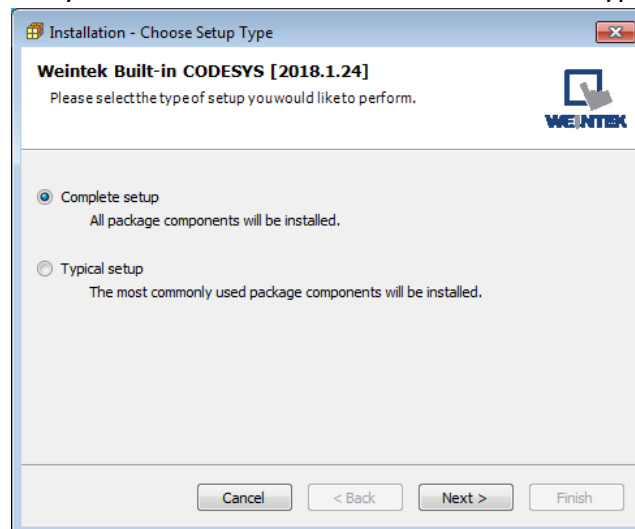 Installation - Choose Setup Type
Weintek Built-in CODESYS [2018.1.24]
Please select the type of setup you would like to perform.
WEINTEK
Complete setup
All package components will be installed.
Typical setup
The most commonly used package components will be installed.
Cancel < Back Next > Finish